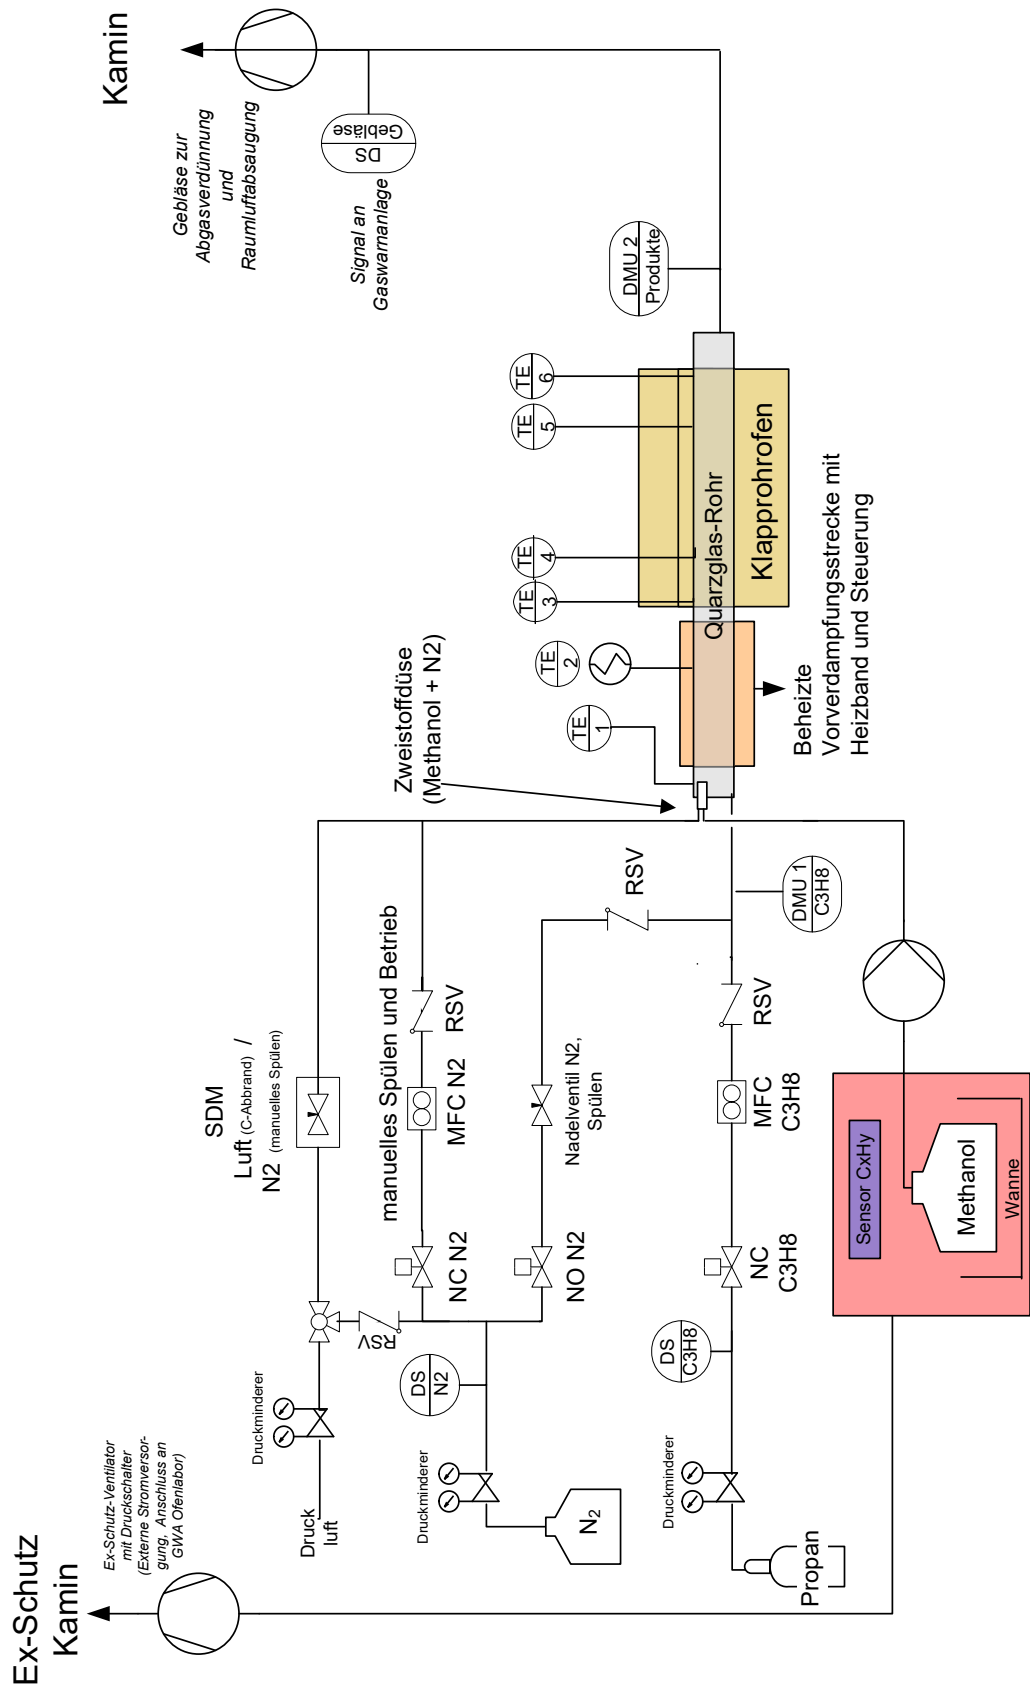 Ex-Schutz
Kamin
Ex-Schutz-Ventilator
mit Druckschalter
(Externe Stromversor-
gung, Anschluss an
GWA Ofenlabor)
Druck
luft
Druckminderer
RSV
SDM
Luft (C-Abbrand) /
N2 (manuelles Spülen)
manuelles Spülen und Betrieb
NC N2
MFC N2
RSV
N2
Druckminderer
DS
N2
NO N2
Nadelventil N2,
Spülen
RSV
Propan
Druckminderer
DS
C3H8
NC
C3H8
MFC
C3H8
RSV
DMU 1
C3H8
Sensor CxHy
Methanol
Wanne
Zweistoffdüse
(Methanol + N2)
TE
1
TE
2
TE
3
TE
4
TE
5
TE
6
Quarzglas-Rohr
Klapprohrofen
Beheizte
Vorverdampfungsstrecke mit
Heizband und Steuerung
DMU 2
Produkte
Signal an
Gaswarnanlage
DS
Gebläse
Gebläse zur
Abgasverdünnung
und
Raumluftabsaugung
Kamin